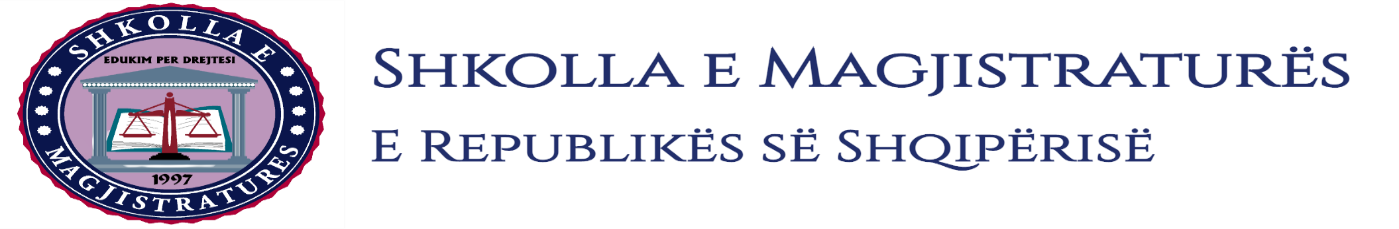 SHKOLLA E
EDUKIM PER DREJTESI
1997
MAGJISTRATURES
SHKOLLA E MAGJISTRATURËS
E REPUBLIKËS SË SHQIPËRISË